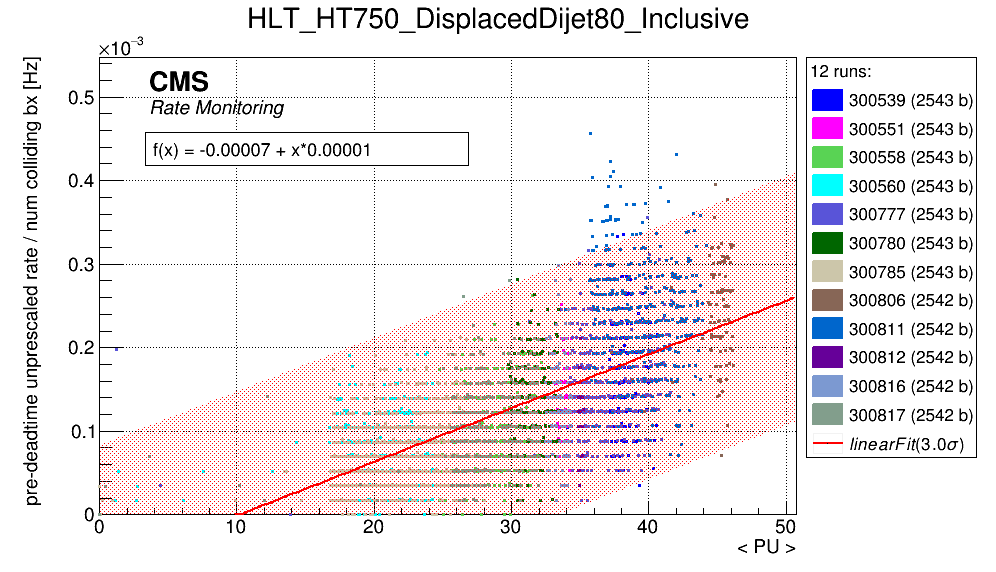 HLT_HT750_DisplacedDijet80_Inclusive
×10⁻³
CMS
Rate Monitoring
f(x) = -0.00007 + x*0.00001
pre-deadtime unprescaled rate / num colliding bx [Hz]
0.5
0.4
0.3
0.2
0.1
0
0 10 20 30 40 50
< PU >
12 runs:
300539 (2543 b)
300551 (2543 b)
300558 (2543 b)
300560 (2543 b)
300777 (2543 b)
300780 (2543 b)
300785 (2543 b)
300806 (2542 b)
300811 (2542 b)
300812 (2542 b)
300816 (2542 b)
300817 (2542 b)
linearFit(3.0σ)